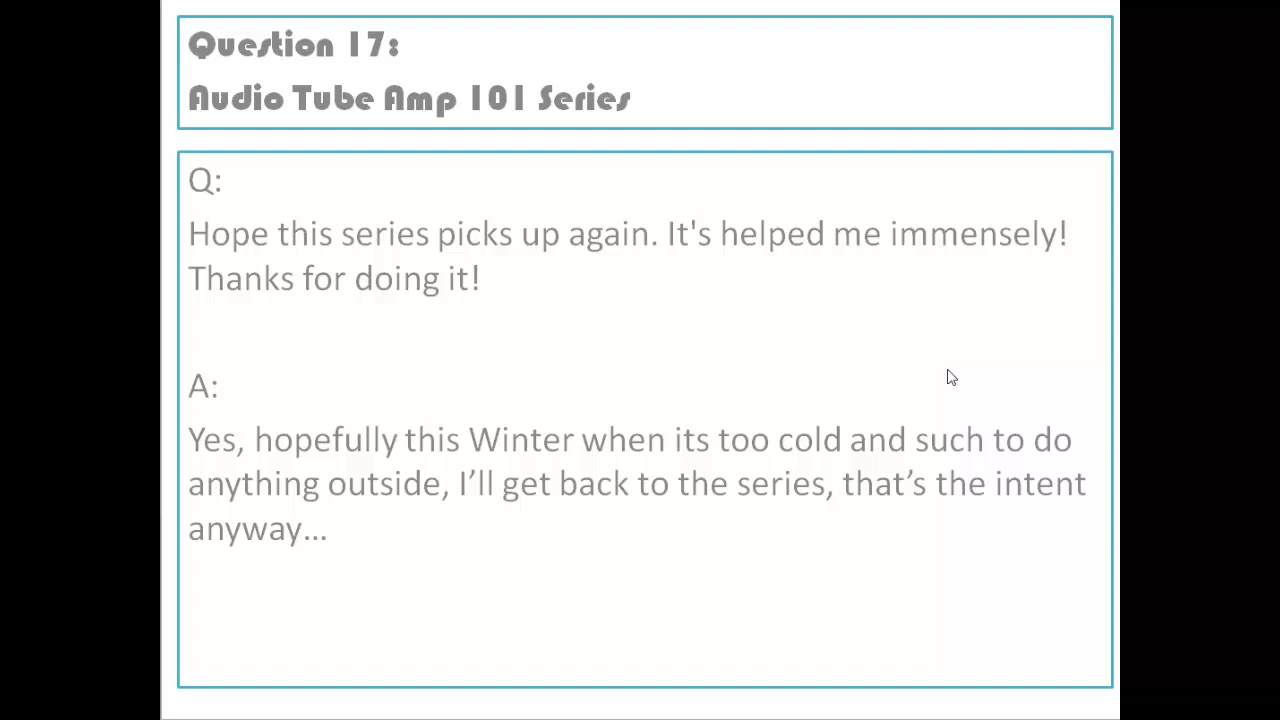 Question 17:
Audio Tube Amp 101 Series
Q:
Hope this series picks up again. It's helped me immensely!
Thanks for doing it!
A:
Yes, hopefully this Winter when its too cold and such to do
anything outside, I’ll get back to the series, that’s the intent
anyway…